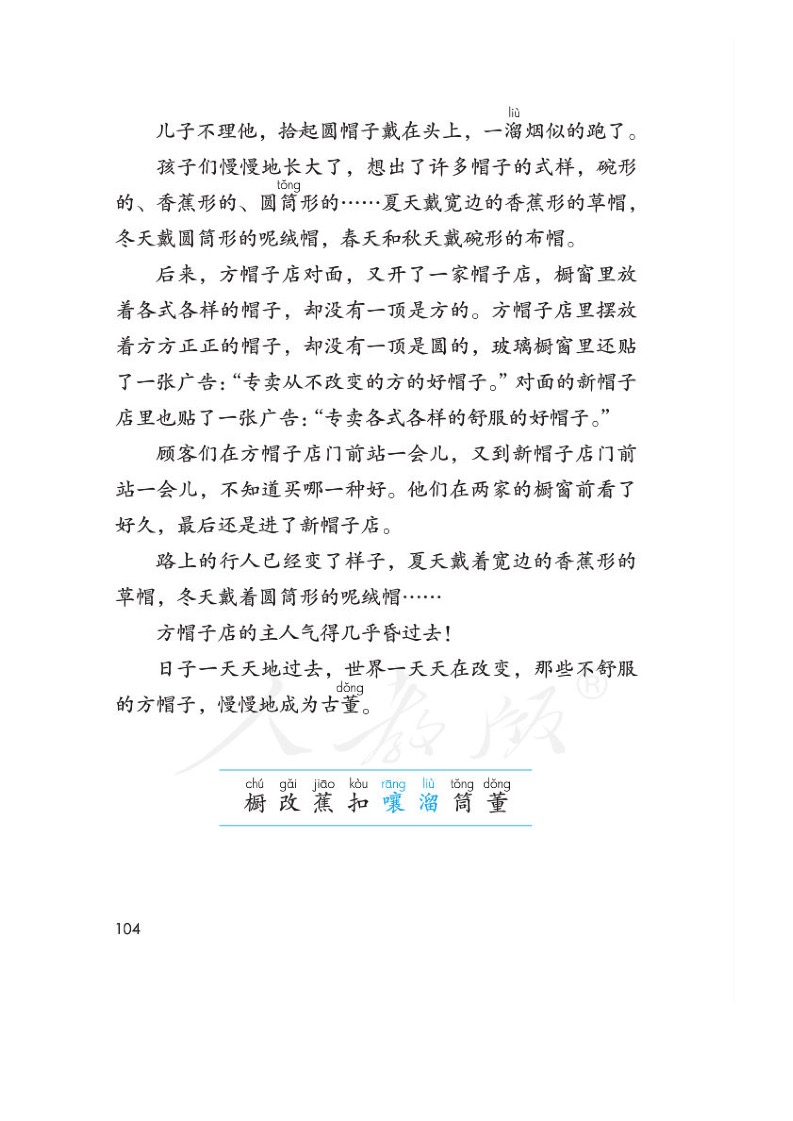 liù
儿子不理他，拾起圆帽子戴在头上，一溜烟似的跑了。
孩子们慢慢地长大了，想出了许多帽子的式样，碗形
tǒng
的、香蕉形的、圆筒形的……夏天戴宽边的香蕉形的草帽，
冬天戴圆筒形的呢绒帽，春天和秋天戴碗形的布帽。
后来，方帽子店对面，又开了一家帽子店，橱窗里放
着各式各样的帽子，却没有一顶是方的。方帽子店里摆放
着方方正正的帽子，却没有一顶是圆的，玻璃橱窗里还贴
了一张广告：“专卖从不改变的方的好帽子。”对面的新帽子
店里也贴了一张广告：“专卖各式各样的舒服的好帽子。”
顾客们在方帽子店门前站一会儿，又到新帽子店门前
站一会儿，不知道买哪一种好。他们在两家的橱窗前看了
好久，最后还是进了新帽子店。
路上的行人已经变了样子，夏天戴着宽边的香蕉形的
草帽，冬天戴着圆筒形的呢绒帽……
方帽子店的主人气得几乎昏过去！
日子一天天地过去，世界一天天在改变，那些不舒服
dǒng
的方帽子，慢慢地成为古董。
人教版®
chú gǎi jiāo kòu rāng liù tǒng dǒng
橱 改 蕉 扣 嚷 溜 筒 董
104